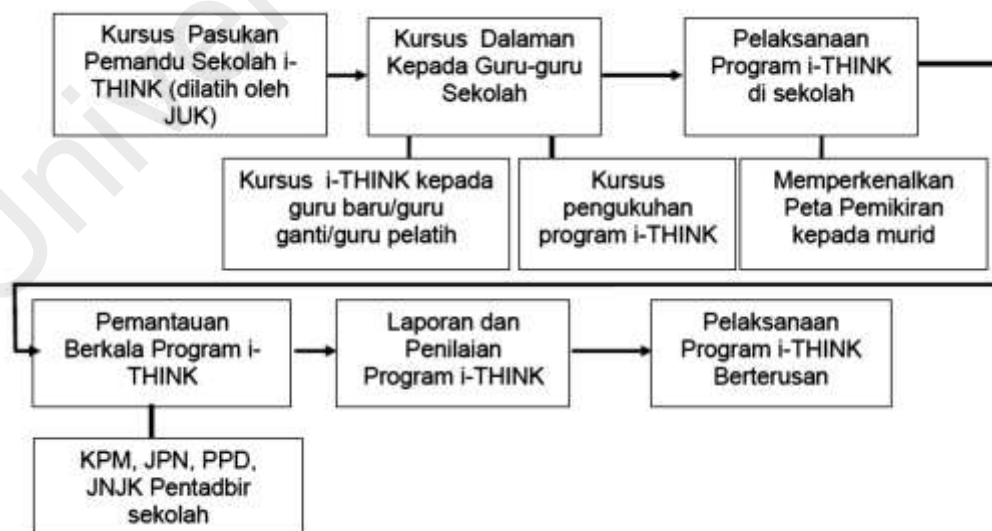 Kursus Pasukan
Pemandu Sekolah i-
THINK (dilatih oleh
JUK)
Kursus Dalaman
Kepada Guru-guru
Sekolah
Pelaksanaan
Program i-THINK
di sekolah
Kursus i-THINK kepada
guru baru/guru
ganti/guru pelatih
Kursus
pengukuhan
program i-THINK
Memperkenalkan
Peta Pemikiran
kepada murid
Pemantauan
Berkala Program i-
THINK
Laporan dan
Penilaian
Program i-THINK
Pelaksanaan
Program i-THINK
Berterusan
KPM, JPN, PPD,
JNJK Pentadbir
sekolah